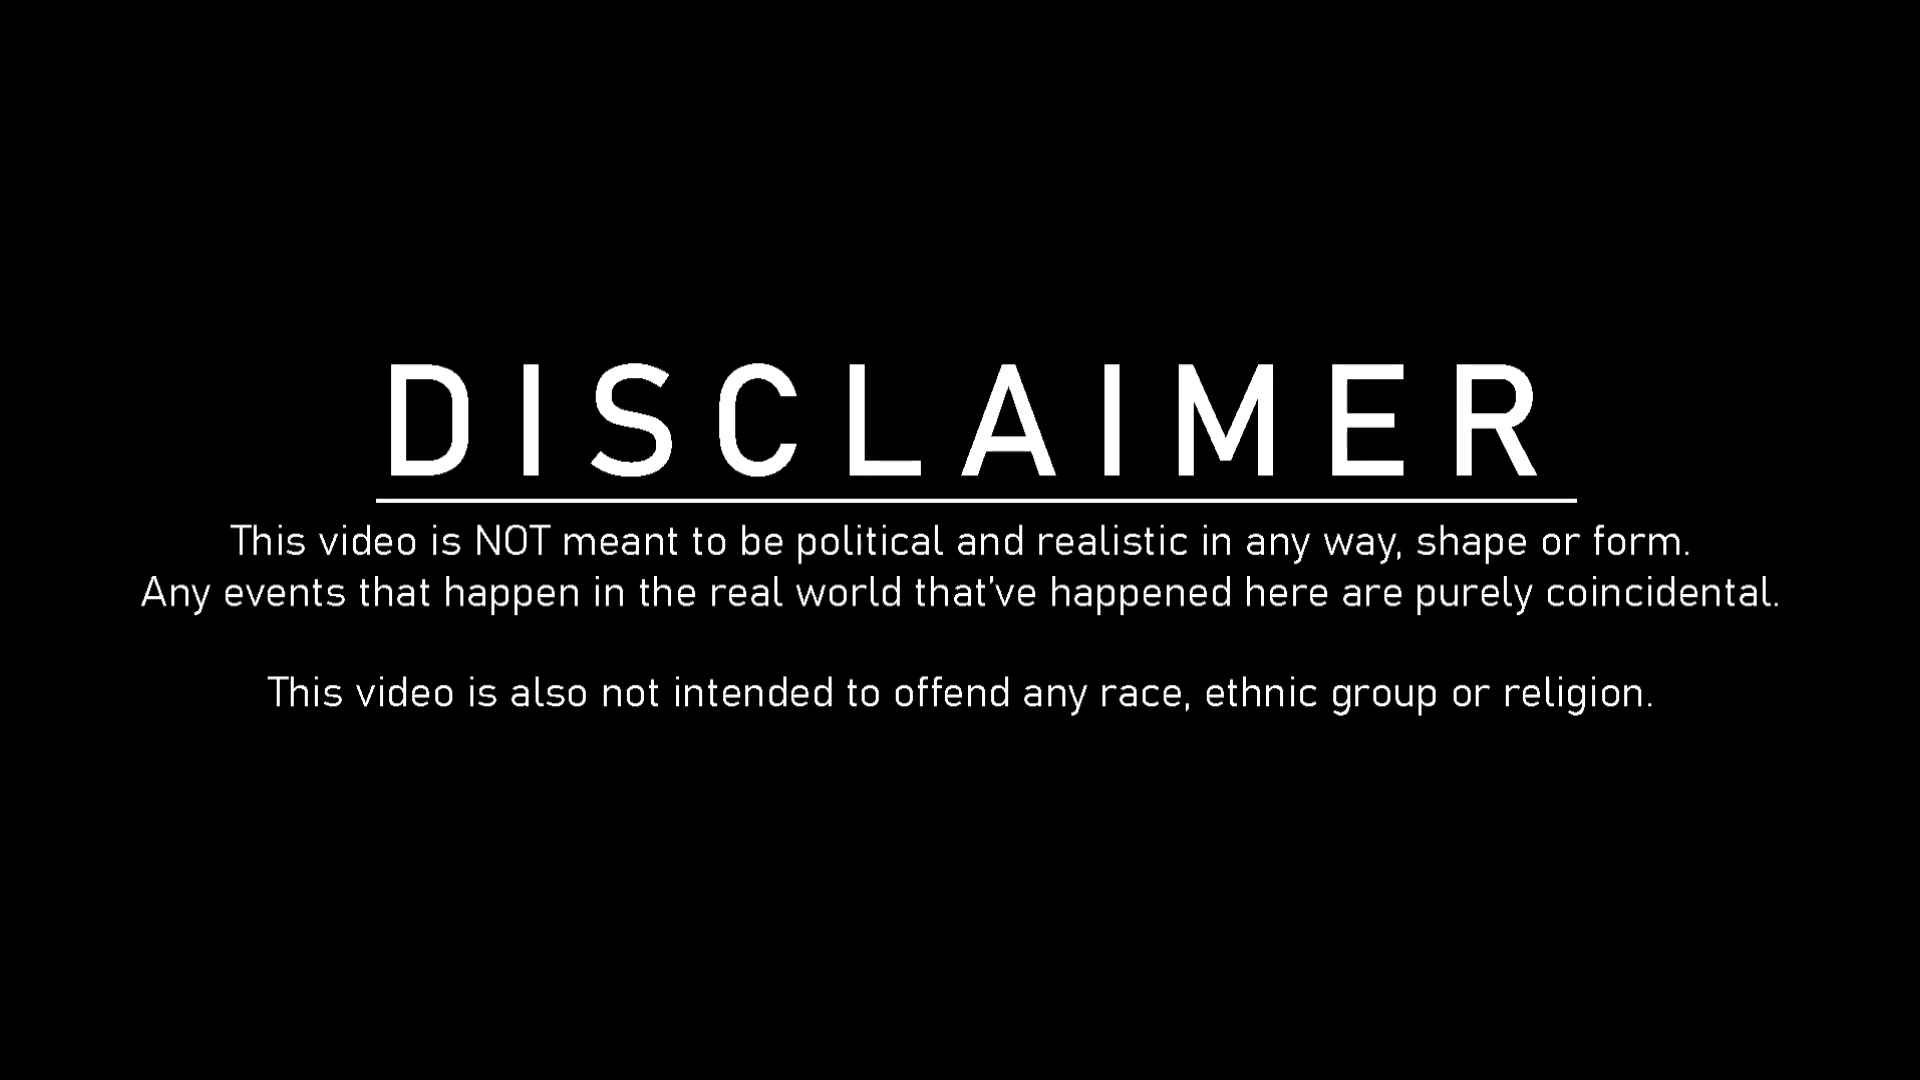 DISCLAIMER
This video is NOT meant to be political and realistic in any way, shape or form.
Any events that happen in the real world that've happened here are purely coincidental.
This video is also not intended to offend any race, ethnic group or religion.